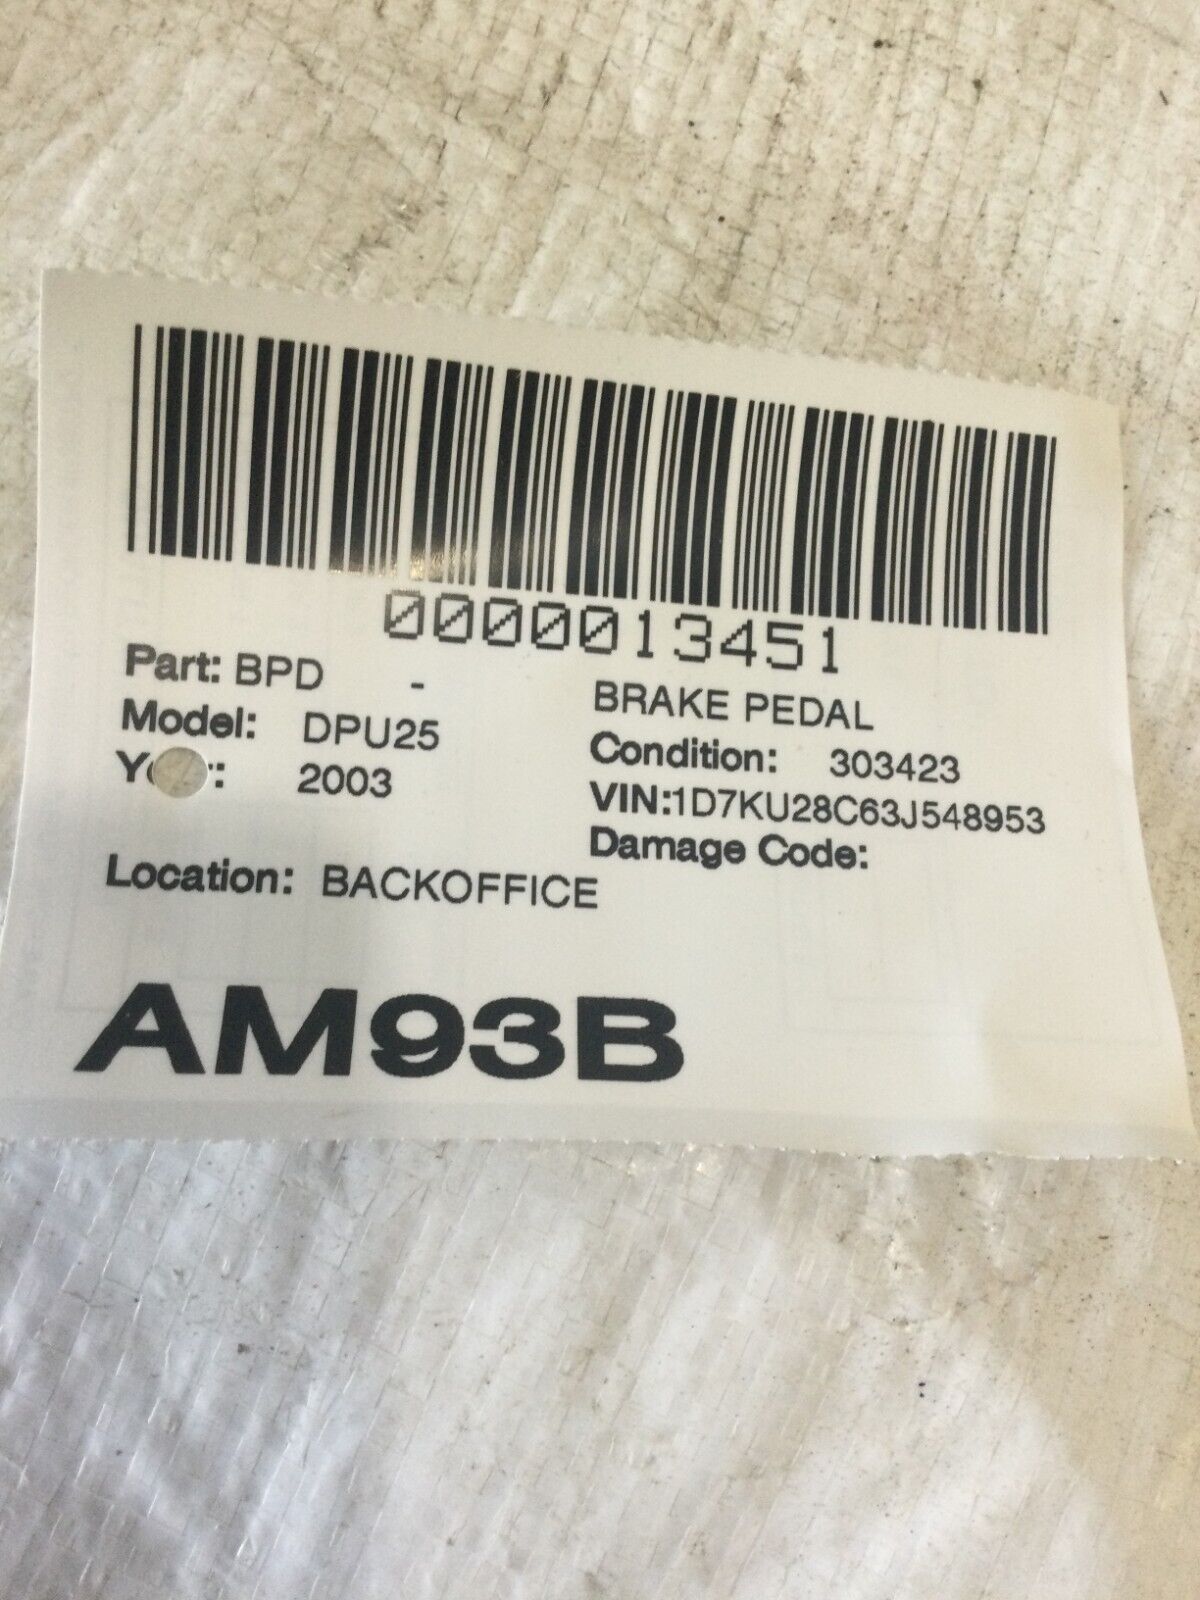 0000013451
Part: BPD - BRAKE PEDAL
Model: DPU25 Condition: 303423
2003 VIN:1D7KU28C63J548953
Damage Code:
Location: BACKOFFICE
AM93B